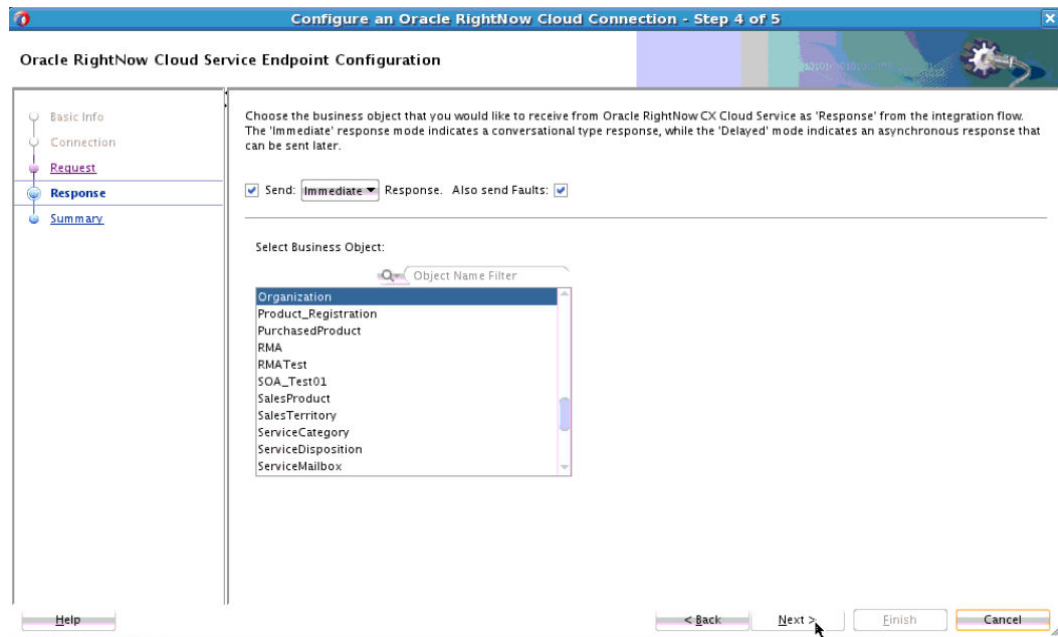 Configure an Oracle RightNow Cloud Connection - Step 4 of 5
Oracle RightNow Cloud Service Endpoint Configuration
Basic Info
Connection
Request
Response
Summary
Choose the business object that you would like to receive from Oracle RightNow CX Cloud Service as 'Response' from the integration flow.
The 'Immediate' response mode indicates a conversational type response, while the 'Delayed' mode indicates an asynchronous response that
can be sent later.
Send: Immediate Response. Also send Faults:
Select Business Object:
Object Name Filter
Organization
Product_Registration
PurchasedProduct
RMA
RMATest
SOA_Test01
SalesProduct
SalesTerritory
ServiceCategory
ServiceDisposition
ServiceMailbox
Help
< Back
Next >
Finish
Cancel